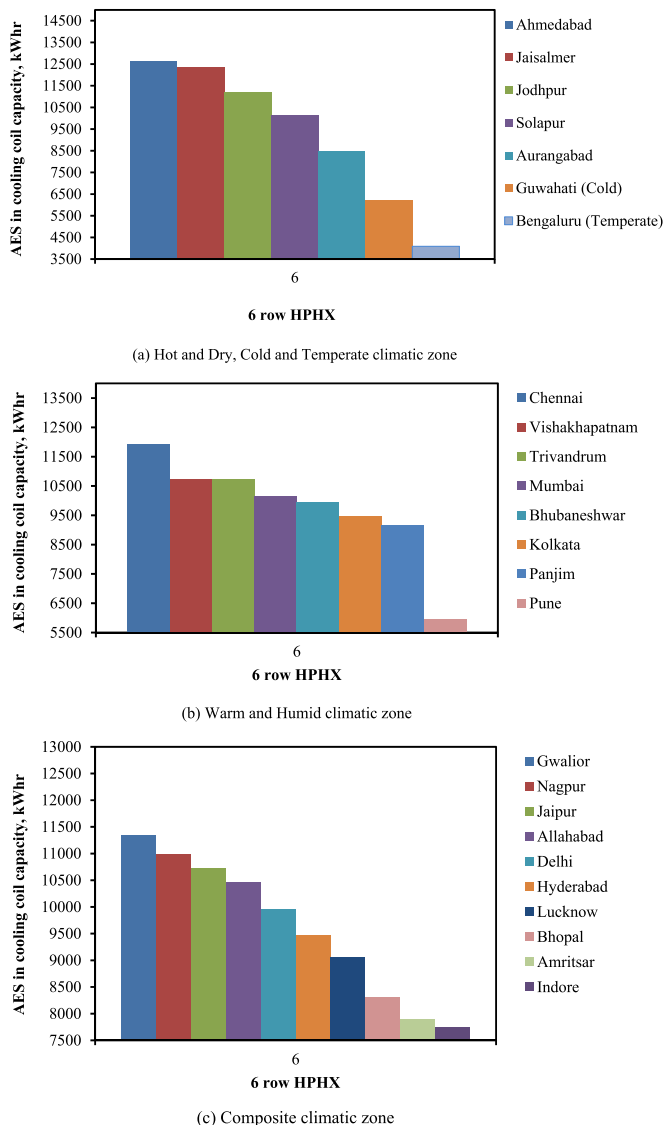 AES in cooling coil capacity, kWhr
14500
13500
12500
11500
10500
9500
8500
7500
6500
5500
4500
3500
6
6 row HPHX
Ahmedabad
Jaisalmer
Jodhpur
Solapur
Aurangabad
Guwahati (Cold)
Bengaluru (Temperate)
(a) Hot and Dry, Cold and Temperate climatic zone
AES in cooling coil capacity, kWhr
13500
12500
11500
10500
9500
8500
7500
6500
5500
6
6 row HPHX
Chennai
Vishakhapatnam
Trivandrum
Mumbai
Bhubaneshwar
Kolkata
Panjim
Pune
(b) Warm and Humid climatic zone
AES in cooling coil capacity, kWhr
13000
12500
12000
11500
11000
10500
10000
9500
9000
8500
8000
7500
6
6 row HPHX
Gwalior
Nagpur
Jaipur
Allahabad
Delhi
Hyderabad
Lucknow
Bhopal
Amritsar
Indore
(c) Composite climatic zone